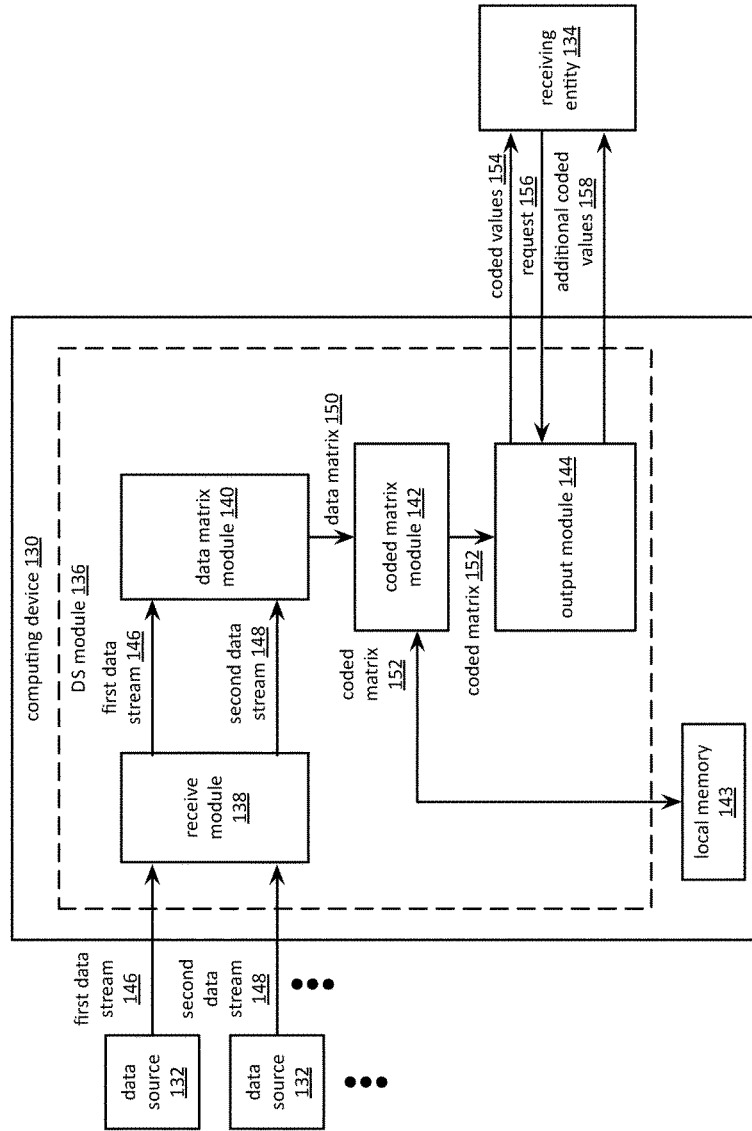 computing device 130
DS module 136
data
source 132
data
source 132
first data
stream
146
second
data
stream
148
receive
module
138
first data
stream 146
second data
stream 148
data matrix
module 140
data matrix 150
coded
matrix
152
coded matrix
module 142
coded matrix 152
output module 144
local memory
143
coded values 154
request 156
additional coded
values 158
receiving
entity 134